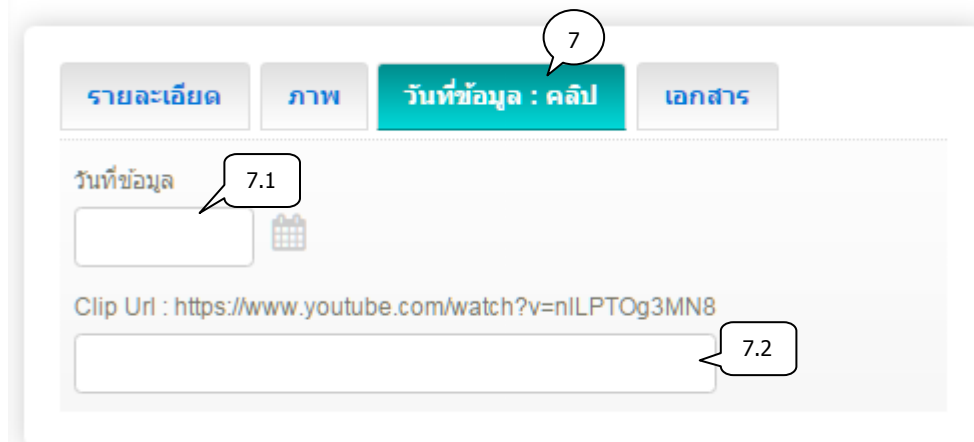 7
รายละเอียด ภาพ วันที่ข้อมูล : คลิป เอกสาร
วันที่ข้อมูล 7.1
Clip Url : https://www.youtube.com/watch?v=nlLPTOg3MN8
7.2